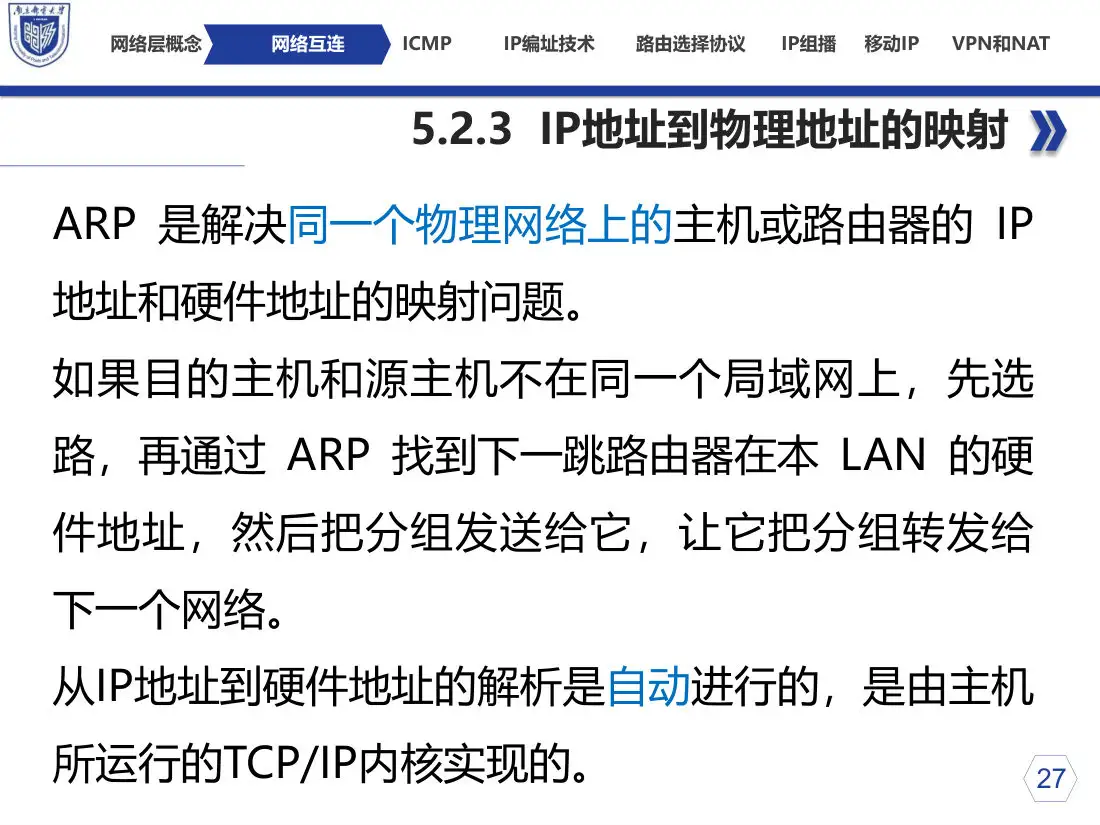 南京邮电大学
网络层概念 网络互连 ICMP IP编址技术 路由选择协议 IP组播 移动IP VPN和NAT
5.2.3 IP地址到物理地址的映射
ARP 是解决同一个物理网络上的主机或路由器的 IP
地址和硬件地址的映射问题。
如果目的主机和源主机不在同一个局域网上，先选
路，再通过 ARP 找到下一跳路由器在本 LAN 的硬
件地址，然后把分组发送给它，让它把分组转发给
下一个网络。
从IP地址到硬件地址的解析是自动进行的，是由主机
所运行的TCP/IP内核实现的。
27